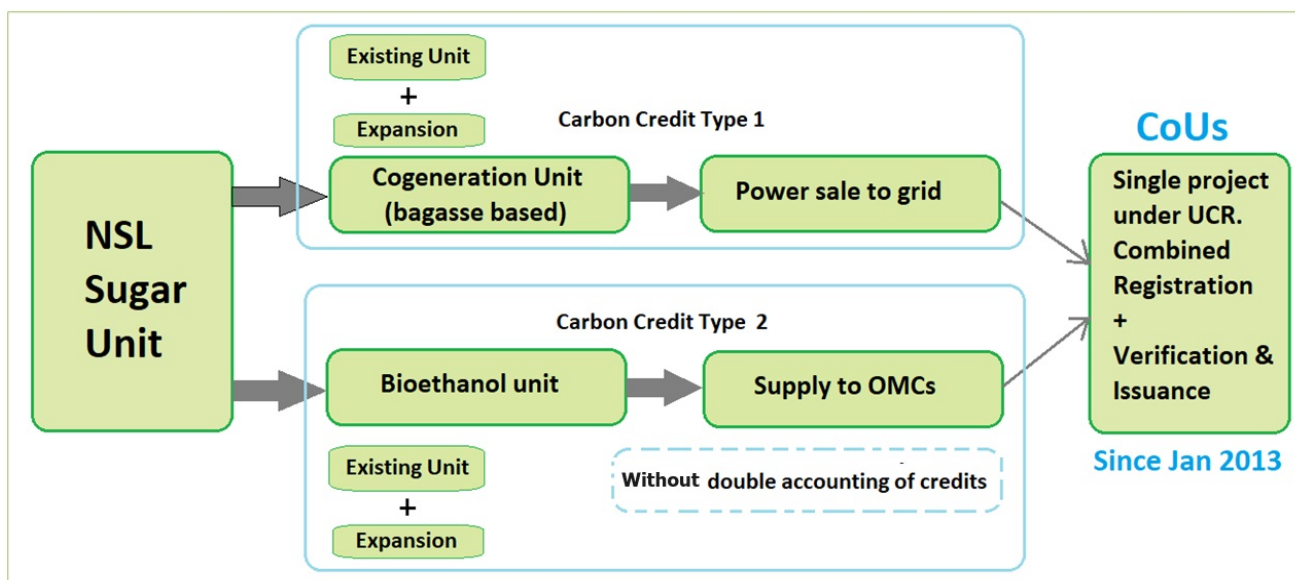 NSL
Sugar
Unit
Existing Unit
+
Expansion
Carbon Credit Type 1
Cogeneration Unit
(bagasse based)
Power sale to grid
Carbon Credit Type 2
Bioethanol unit
Supply to OMCs
Existing Unit
+
Expansion
Without double accounting of credits
CoUs
Single project
under UCR.
Combined
Registration
+
Verification &
Issuance
Since Jan 2013